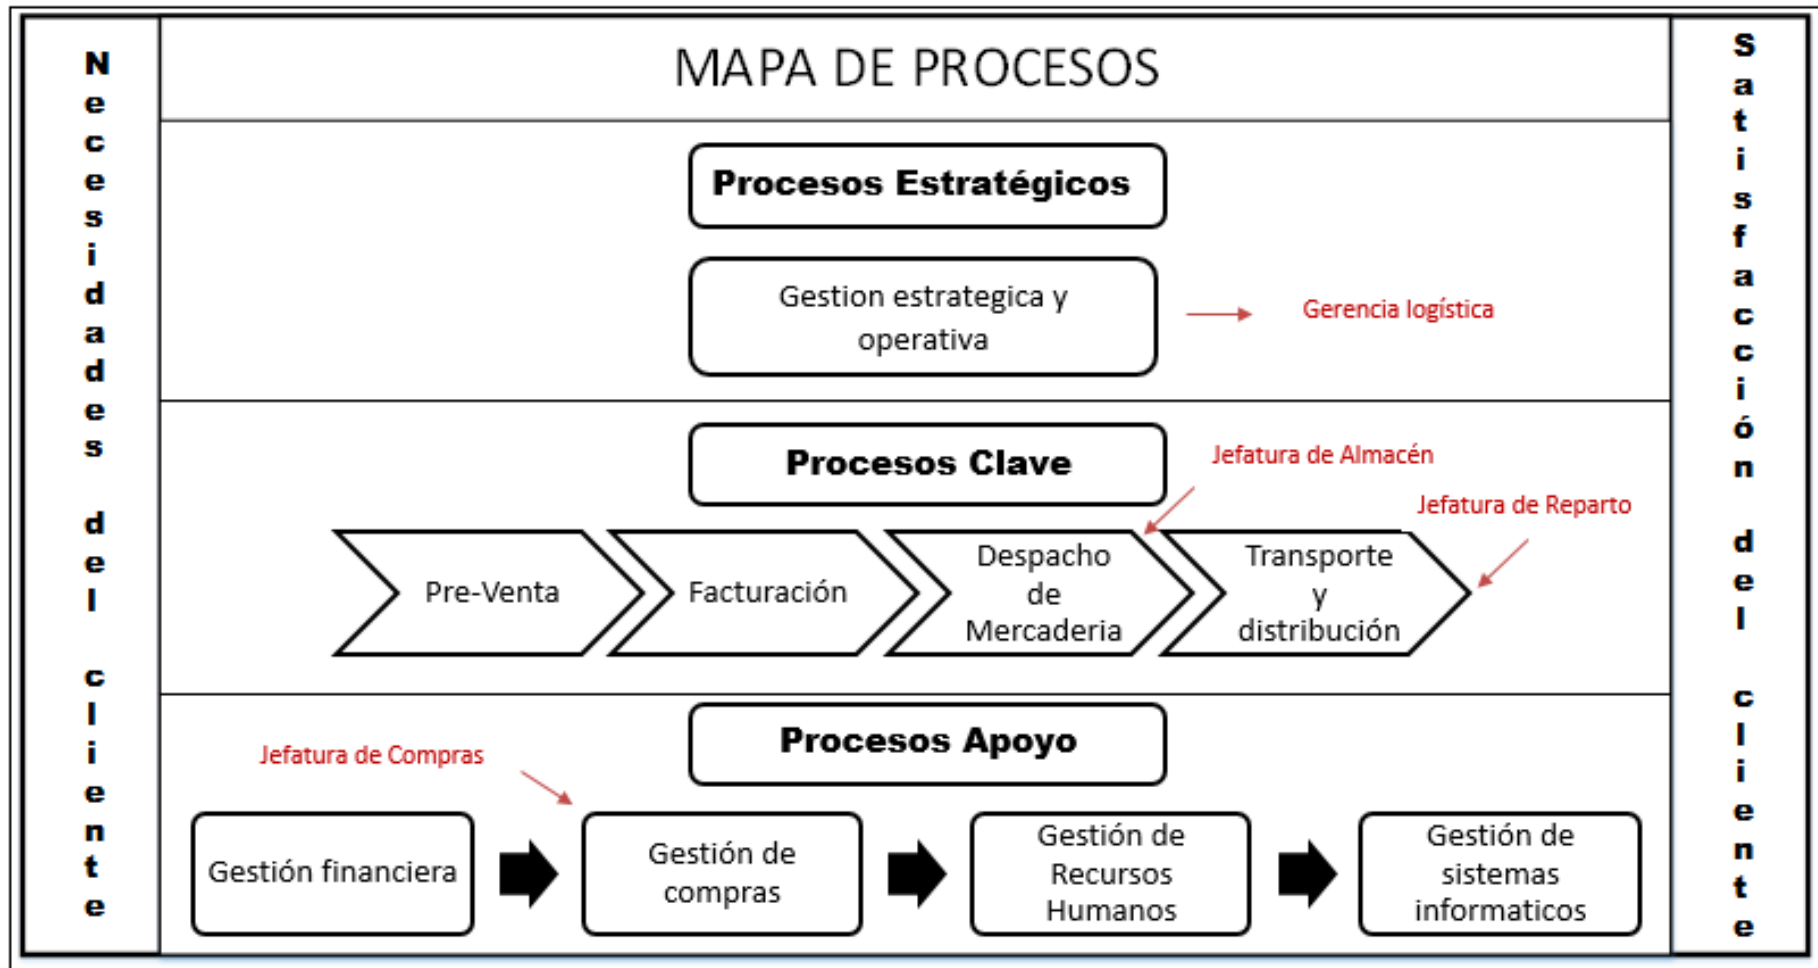 Necesidades del cliente
MAPA DE PROCESOS
Procesos Estratégicos
Gestion estrategica y
operativa
Gerencia logística
Procesos Clave
Jefatura de Almacén
Jefatura de Reparto
Pre-Venta
Facturación
Despacho
de
Mercaderia
Transporte
y
distribución
Procesos Apoyo
Jefatura de Compras
Gestión financiera
Gestión de
compras
Gestión de
Recursos
Humanos
Gestión de
sistemas
informaticos
Satisfacción del cliente